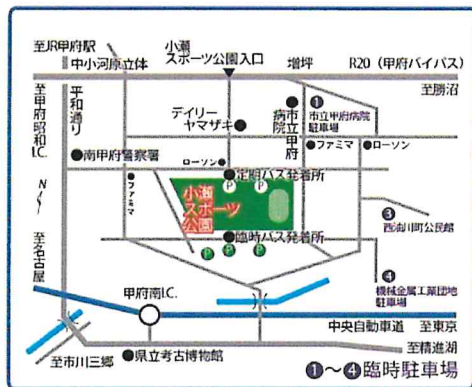 至JR甲府駅
中小河原立体
小瀬
スポーツ公園入口
増坪
R20（甲府バイパス）
至勝沼
至甲府昭和I.C.
平和通り
デイリー
ヤマザキ
市立甲府
病院
❶
市立甲府病院
駐車場
南甲府警察署
ローソン
定期バス発着所
ファミマ
ローソン
ファミマ
P P
小瀬
スポーツ
公園
N
❸
西油川町公民館
臨時バス発着所
P P P
至名古屋
❹
機械金属工業団地
駐車場
甲府南I.C.
中央自動車道
至東京
至市川三郷
県立考古博物館
至精進湖
❶～❹臨時駐車場